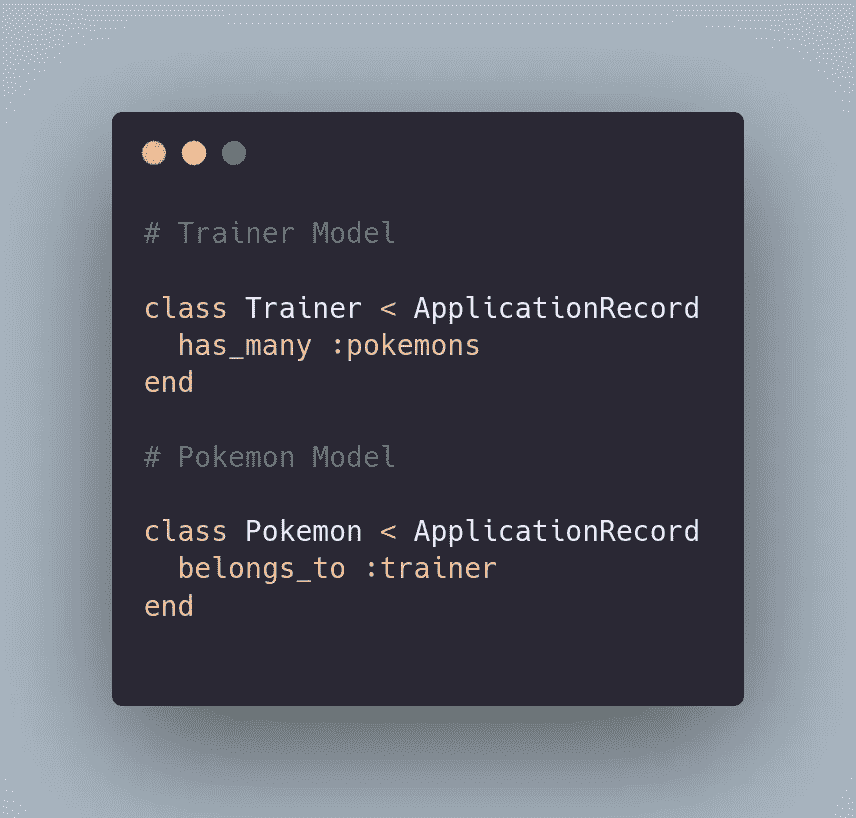 # Trainer Model
class Trainer < ApplicationRecord
  has_many :pokemons
end
# Pokemon Model
class Pokemon < ApplicationRecord
  belongs_to :trainer
end